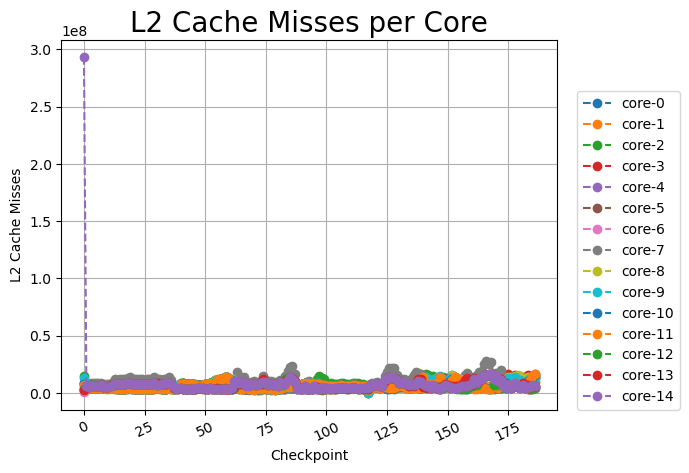 L2 Cache Misses per Core
1e8
3.0
2.5
2.0
1.5
1.0
0.5
0.0
L2 Cache Misses
0
25
50
75
100
125
150
175
Checkpoint
core-0
core-1
core-2
core-3
core-4
core-5
core-6
core-7
core-8
core-9
core-10
core-11
core-12
core-13
core-14